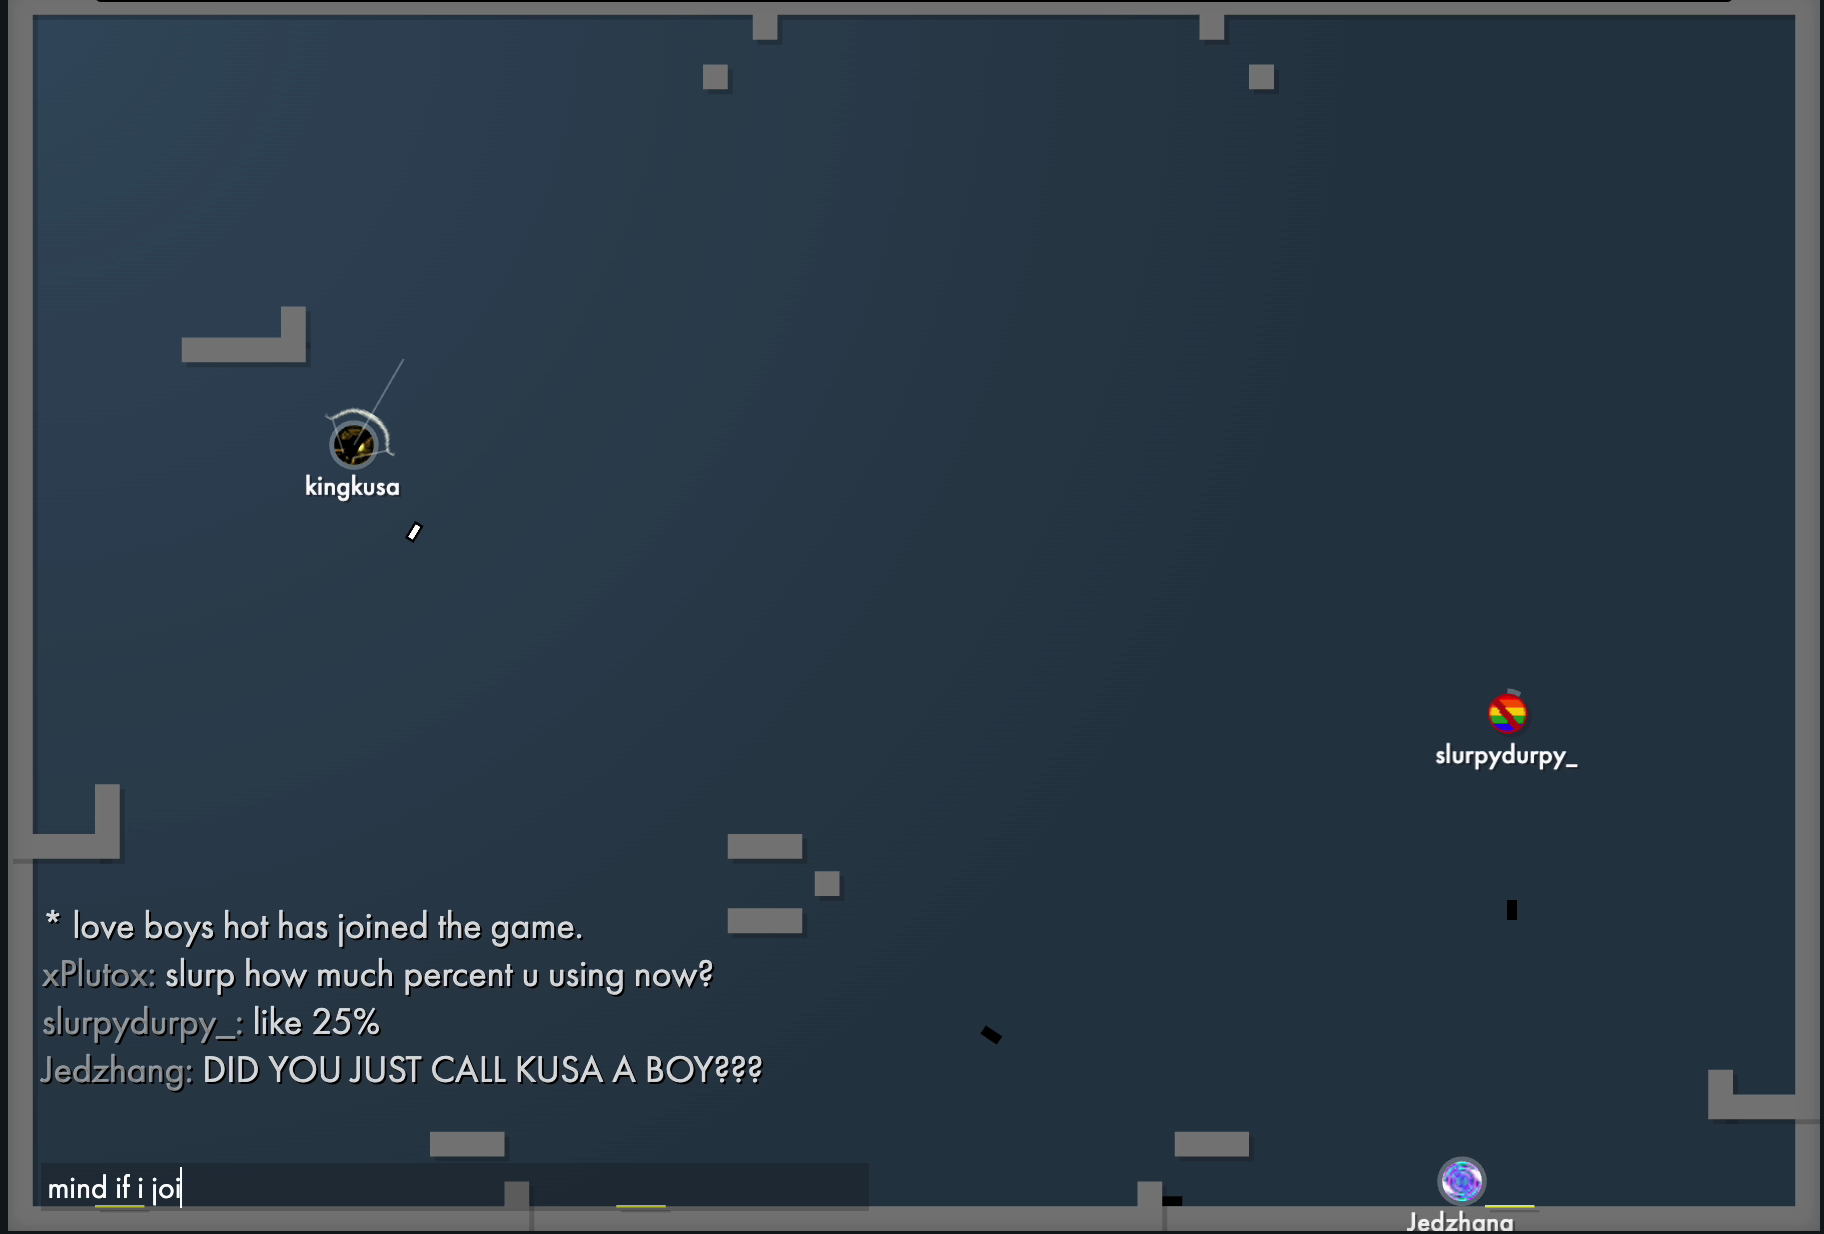 kingkusa
slurpydurpy_
* love boys hot has joined the game.
xPlutox: slurp how much percent u using now?
slurpydurpy_: like 25%
Jedzhang: DID YOU JUST CALL KUSA A BOY???
mind if i joi
Jedzhang